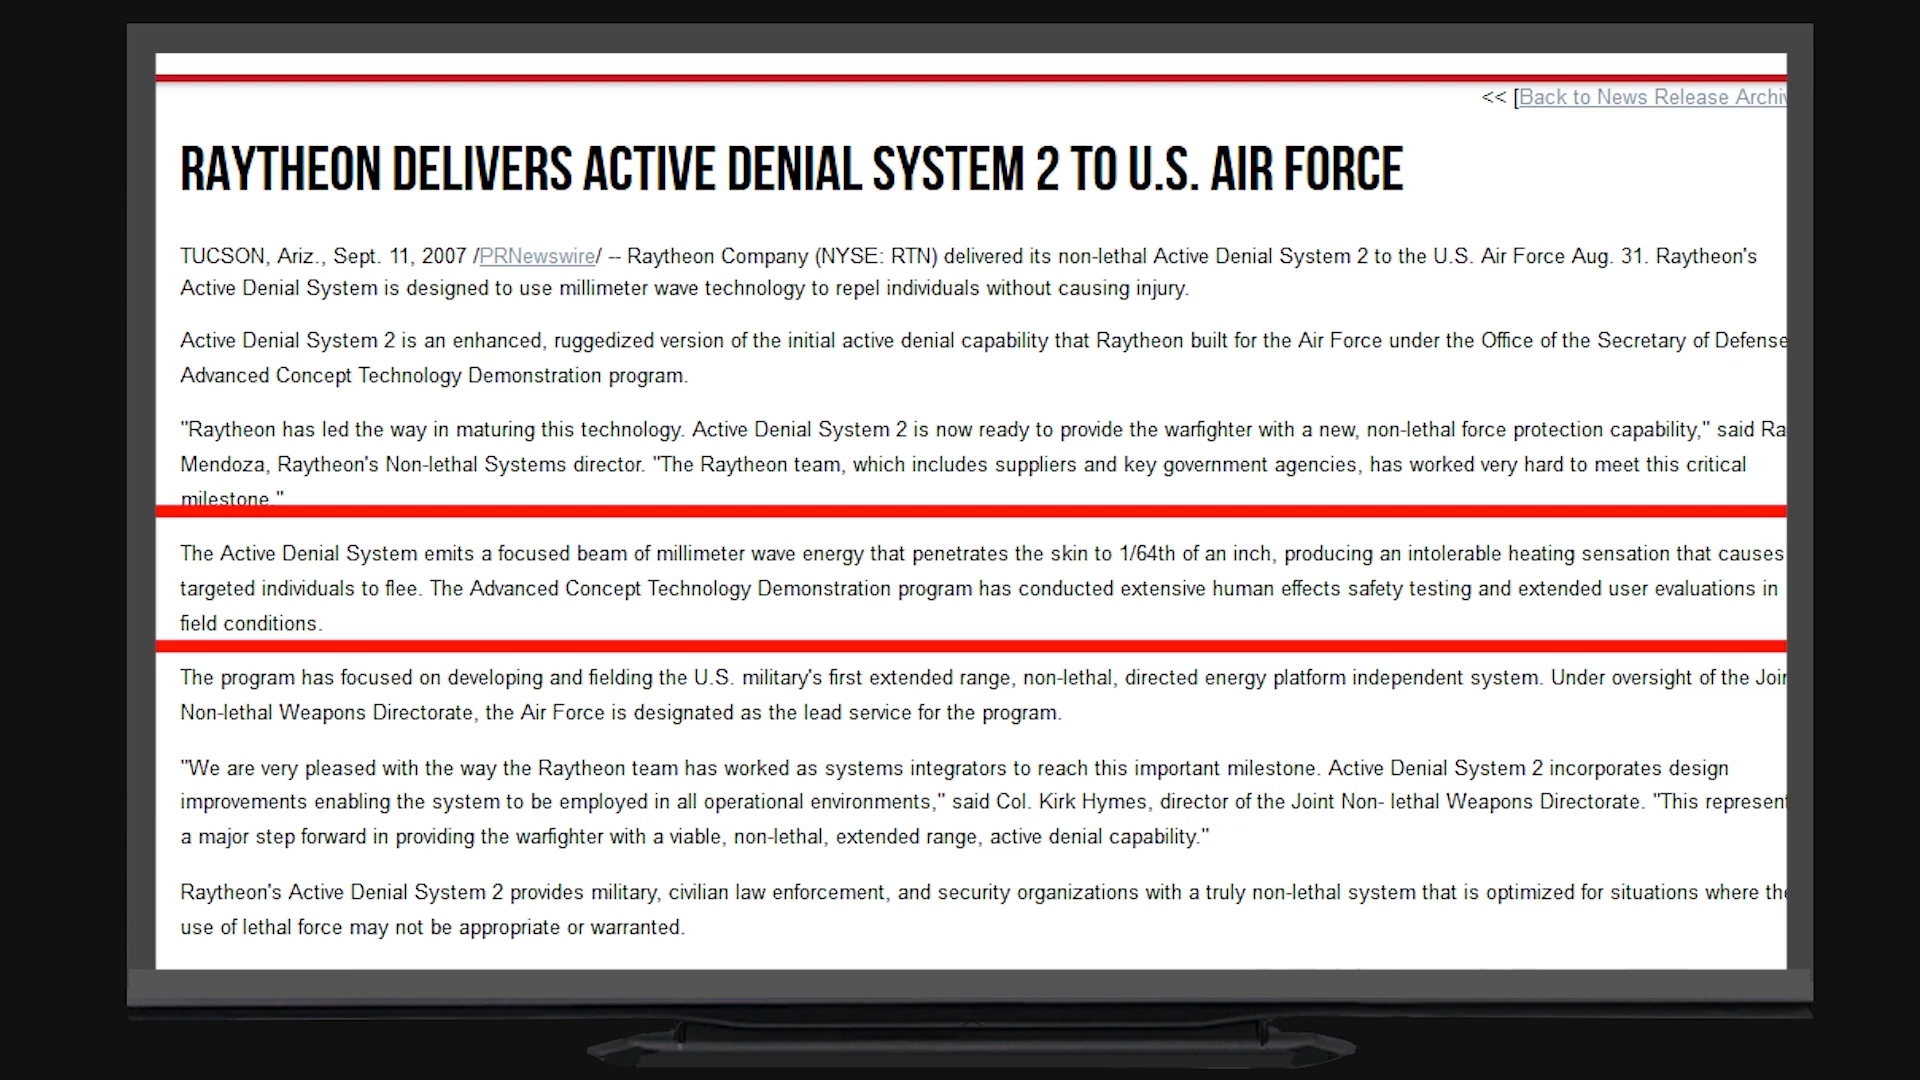 << [Back to News Release Archiv
RAYTHEON DELIVERS ACTIVE DENIAL SYSTEM 2 TO U.S. AIR FORCE
TUCSON, Ariz., Sept. 11, 2007 /PRNewswire/ -- Raytheon Company (NYSE: RTN) delivered its non-lethal Active Denial System 2 to the U.S. Air Force Aug. 31. Raytheon's
Active Denial System is designed to use millimeter wave technology to repel individuals without causing injury.
Active Denial System 2 is an enhanced, ruggedized version of the initial active denial capability that Raytheon built for the Air Force under the Office of the Secretary of Defense
Advanced Concept Technology Demonstration program.
"Raytheon has led the way in maturing this technology. Active Denial System 2 is now ready to provide the warfighter with a new, non-lethal force protection capability," said Ra
Mendoza, Raytheon's Non-lethal Systems director. "The Raytheon team, which includes suppliers and key government agencies, has worked very hard to meet this critical
milestone."
The Active Denial System emits a focused beam of millimeter wave energy that penetrates the skin to 1/64th of an inch, producing an intolerable heating sensation that causes
targeted individuals to flee. The Advanced Concept Technology Demonstration program has conducted extensive human effects safety testing and extended user evaluations in
field conditions.
The program has focused on developing and fielding the U.S. military's first extended range, non-lethal, directed energy platform independent system. Under oversight of the Join
Non-lethal Weapons Directorate, the Air Force is designated as the lead service for the program.
"We are very pleased with the way the Raytheon team has worked as systems integrators to reach this important milestone. Active Denial System 2 incorporates design
improvements enabling the system to be employed in all operational environments," said Col. Kirk Hymes, director of the Joint Non- lethal Weapons Directorate. "This represent
a major step forward in providing the warfighter with a viable, non-lethal, extended range, active denial capability."
Raytheon's Active Denial System 2 provides military, civilian law enforcement, and security organizations with a truly non-lethal system that is optimized for situations where the
use of lethal force may not be appropriate or warranted.